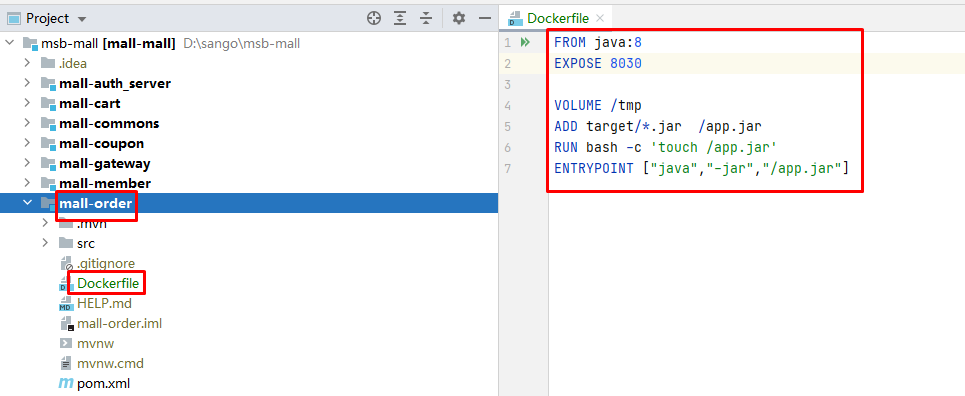 Project
msb-mall [mall-mall] D:\sango\msb-mall
.idea
mall-auth_server
mall-cart
mall-commons
mall-coupon
mall-gateway
mall-member
mall-order
.mvn
src
.gitignore
Dockerfile
HELP.md
mall-order.iml
mvnw
mvnw.cmd
pom.xml
Dockerfile
1 FROM java:8
2 EXPOSE 8030
3
4 VOLUME /tmp
5 ADD target/*.jar  /app.jar
6 RUN bash -c 'touch /app.jar'
7 ENTRYPOINT ["java","-jar","/app.jar"]